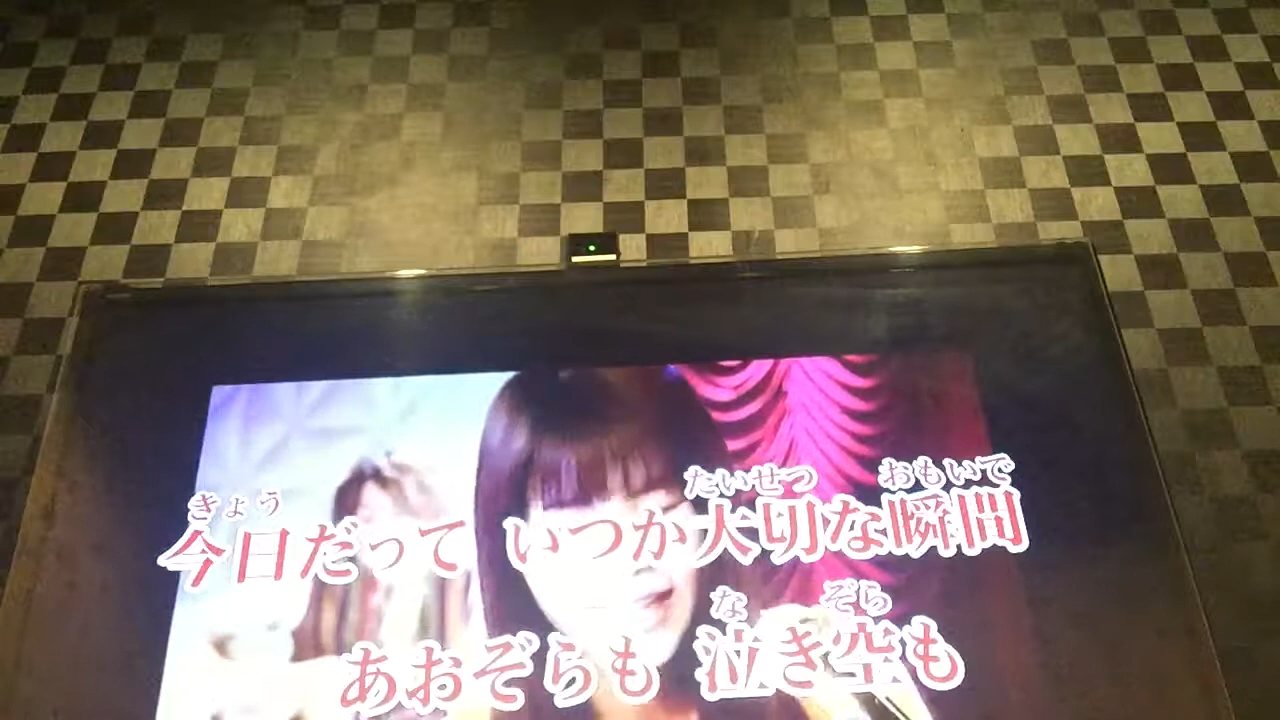 きょう たいせつ おもいで
今日だって いつか大切な瞬間
な ぞら
あおぞらも 泣き空も